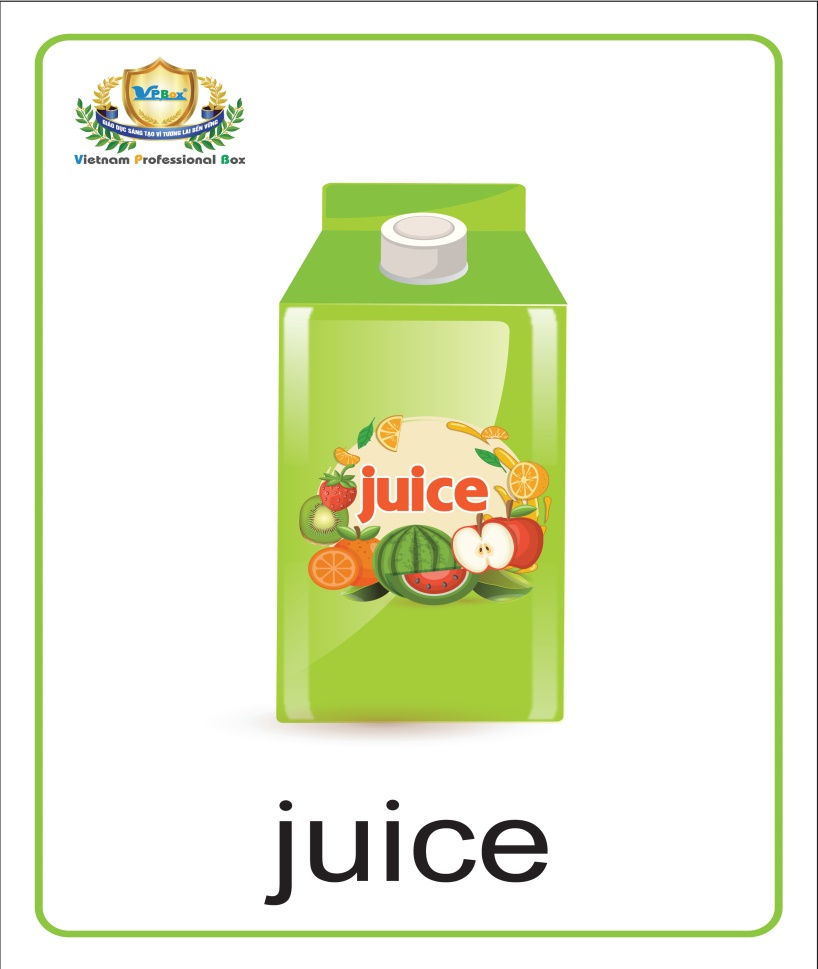 VPBox®
GIÁO DỤC SÁNG TẠO VÌ TƯƠNG LAI BỀN VỮNG
Vietnam Professional Box
juice
juice